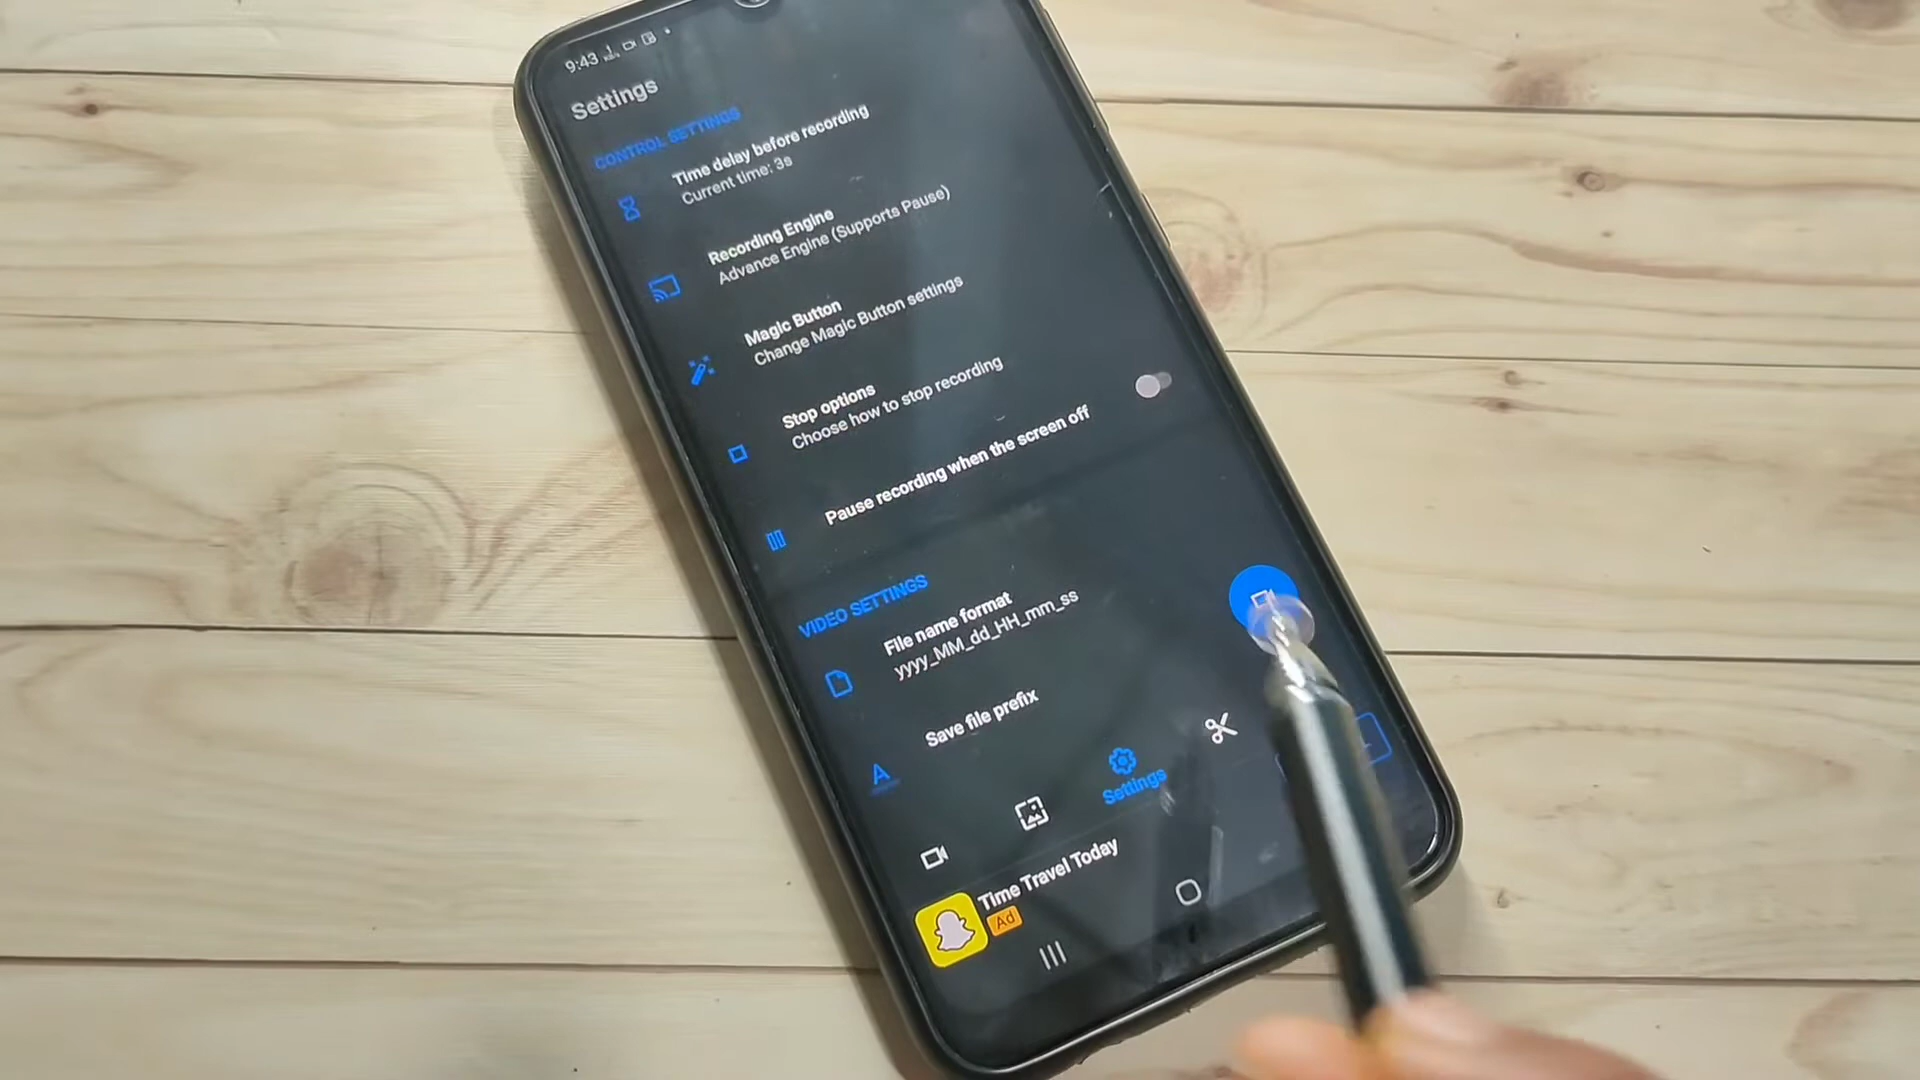 9:43
Settings
CONTROL SETTINGS
Time delay before recording
Current time: 3s
Recording Engine
Advance Engine (Supports Pause)
Magic Button
Change Magic Button settings
Stop options
Choose how to stop recording
Pause recording when the screen off
VIDEO SETTINGS
File name format
yyyy_MM_dd_HH_mm_ss
Save file prefix
A
Settings
Time Travel Today
Ad